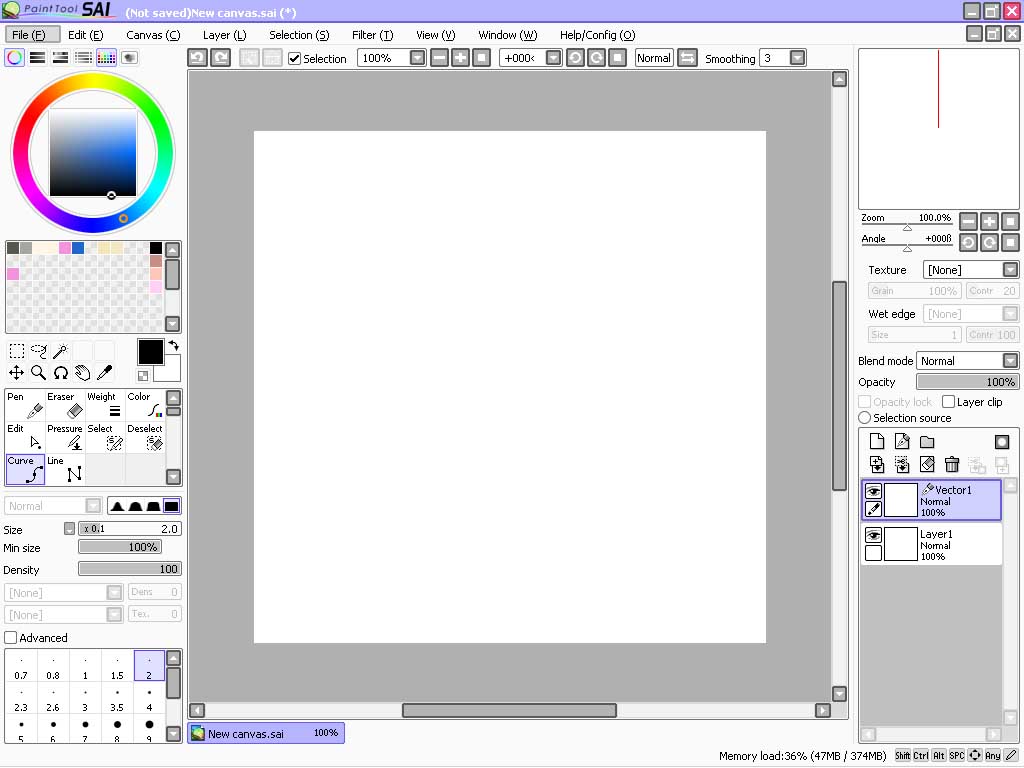 PaintTool SAI (Not saved)New canvas.sai (*)
File (F) Edit (E) Canvas (C) Layer (L) Selection (S) Filter (T) View (V) Window (W) Help/Config (O)
Selection 100% +000 Normal Smoothing 3
Zoom 100.0%
Angle +000ß
Texture [None]
Grain 100% Contr 20
Wet edge [None]
Size 1 Contr 100
Blend mode Normal
Opacity 100%
Opacity lock Layer clip
Selection source
Vector1
Normal
100%
Layer1
Normal
100%
Pen Eraser Weight Color
Edit Pressure Select Deselect
Curve Line
Normal
Size x 0.1 2.0
Min size 100%
Density 100
[None] Dens 0
[None] Tex. 0
Advanced
0.7 0.8 1 1.5 2
2.3 2.6 3 3.5 4
5 6 7 8 9
New canvas.sai 100%
Memory load:36% (47MB / 374MB) Shift Ctrl Alt SPC Any